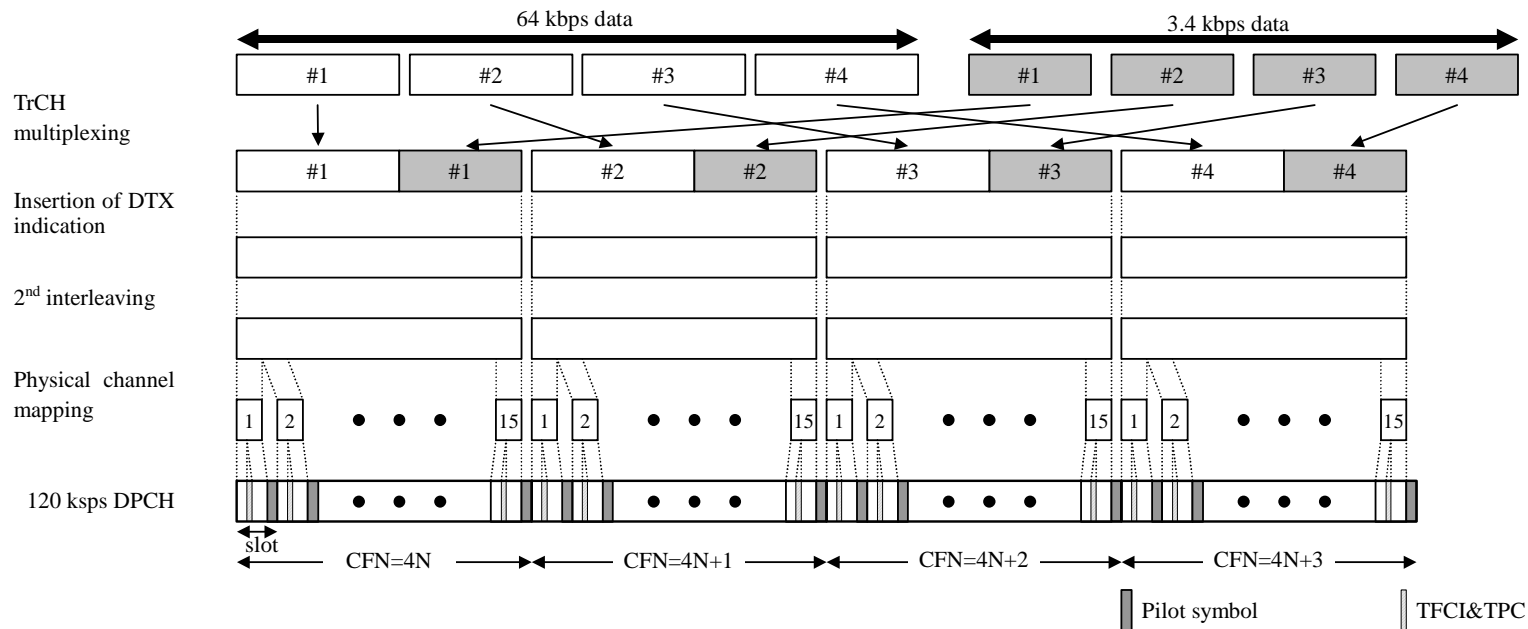 64 kbps data 3.4 kbps data
#1 #2 #3 #4 #1 #2 #3 #4
TrCH
multiplexing
#1 #1 #2 #2 #3 #3 #4 #4
Insertion of DTX
indication
2nd interleaving
Physical channel
mapping
1 2 15 1 2 15 1 2 15 1 2 15
120 ksps DPCH
slot
CFN=4N CFN=4N+1 CFN=4N+2 CFN=4N+3
Pilot symbol TFCI&TPC